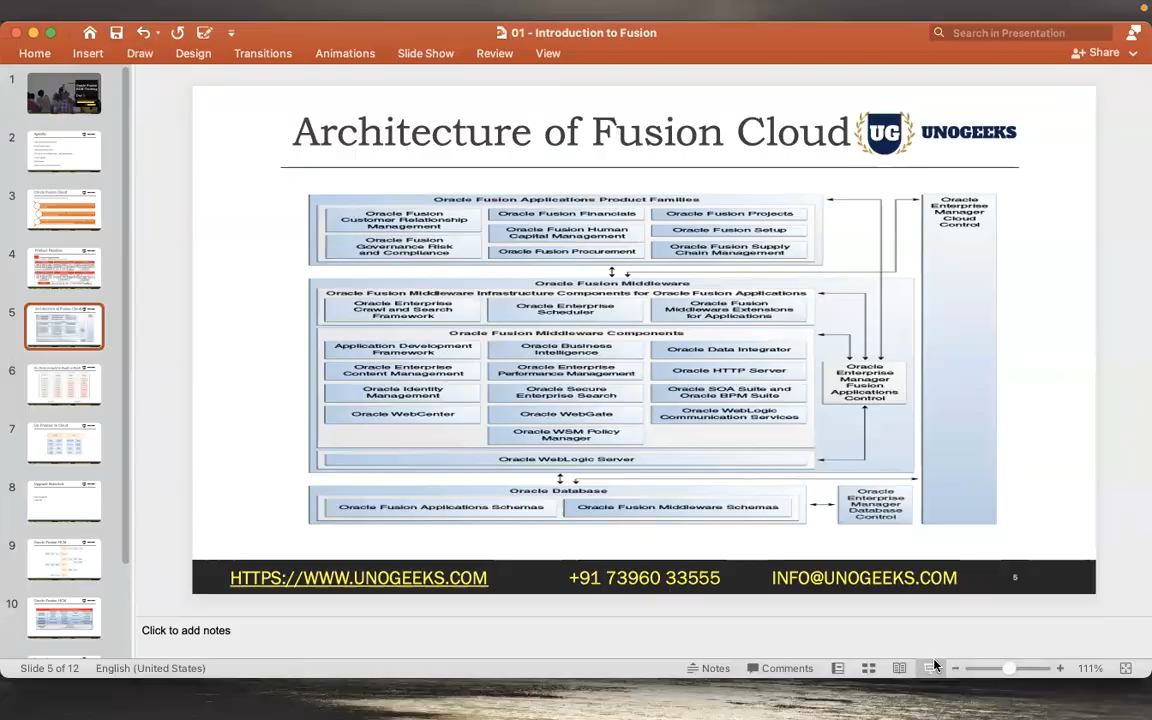 01 - Introduction to Fusion
Search in Presentation
Home Insert Draw Design Transitions Animations Slide Show Review View
Share
1
2
3
4
5
6
7
8
9
10
Architecture of Fusion Cloud
UG
UNOGEEKS
Oracle Fusion Applications Product Families
Oracle Fusion
Customer Relationship
Management
Oracle Fusion Financials
Oracle Fusion Projects
Oracle Fusion Human
Capital Management
Oracle Fusion Setup
Oracle Fusion
Governance Risk
and Compliance
Oracle Fusion Procurement
Oracle Fusion Supply
Chain Management
Oracle
Enterprise
Manager
Cloud
Control
Oracle Fusion Middleware
Oracle Fusion Middleware Infrastructure Components for Oracle Fusion Applications
Oracle Enterprise
Crawl and Search
Framework
Oracle Enterprise
Scheduler
Oracle Fusion
Middleware Extensions
for Applications
Oracle Fusion Middleware Components
Application Development
Framework
Oracle Business
Intelligence
Oracle Data Integrator
Oracle Enterprise
Content Management
Oracle Enterprise
Performance Management
Oracle HTTP Server
Oracle Identity
Management
Oracle Secure
Enterprise Search
Oracle SOA Suite and
Oracle BPM Suite
Oracle WebCenter
Oracle WebGate
Oracle WebLogic
Communication Services
Oracle WSM Policy
Manager
Oracle WebLogic Server
Oracle
Enterprise
Manager
Fusion
Applications
Control
Oracle Database
Oracle Fusion Applications Schemas
Oracle Fusion Middleware Schemas
Oracle
Enterprise
Manager
Database
Control
HTTPS://WWW.UNOGEEKS.COM +91 73960 33555 INFO@UNOGEEKS.COM 5
Click to add notes
Slide 5 of 12 English (United States) Notes Comments 111%